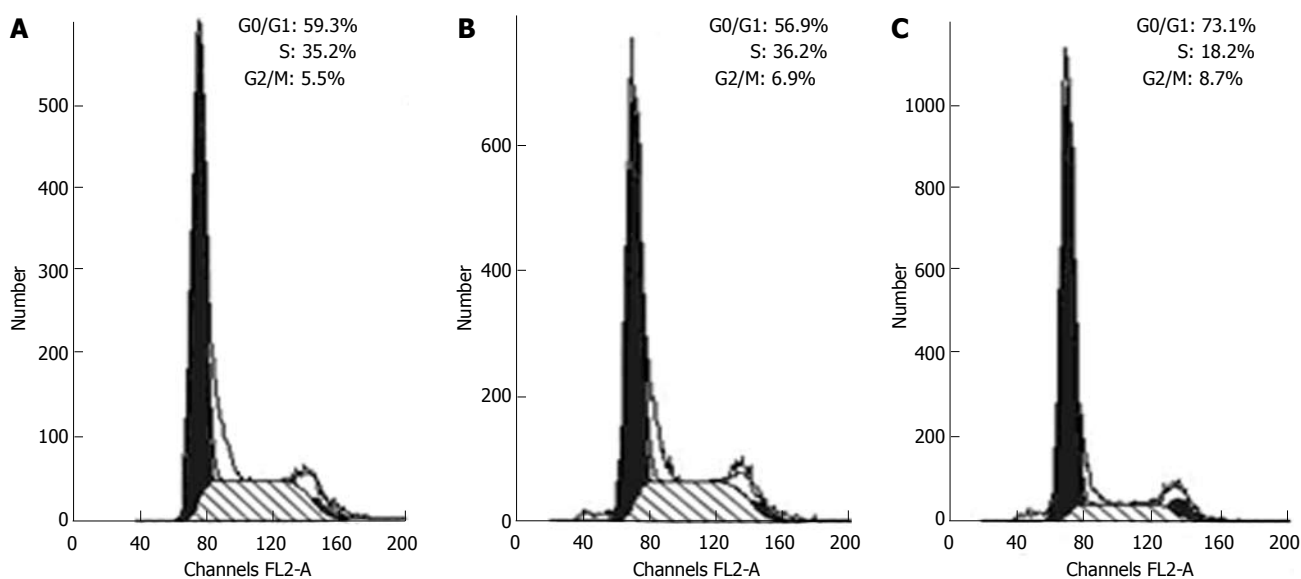 A
G0/G1: 59.3%
S: 35.2%
G2/M: 5.5%
Number
500
400
300
200
100
0
0 40 80 120 160 200
Channels FL2-A
B
G0/G1: 56.9%
S: 36.2%
G2/M: 6.9%
Number
600
400
200
0
0 40 80 120 160 200
Channels FL2-A
C
G0/G1: 73.1%
S: 18.2%
G2/M: 8.7%
Number
1000
800
600
400
200
0
0 40 80 120 160 200
Channels FL2-A